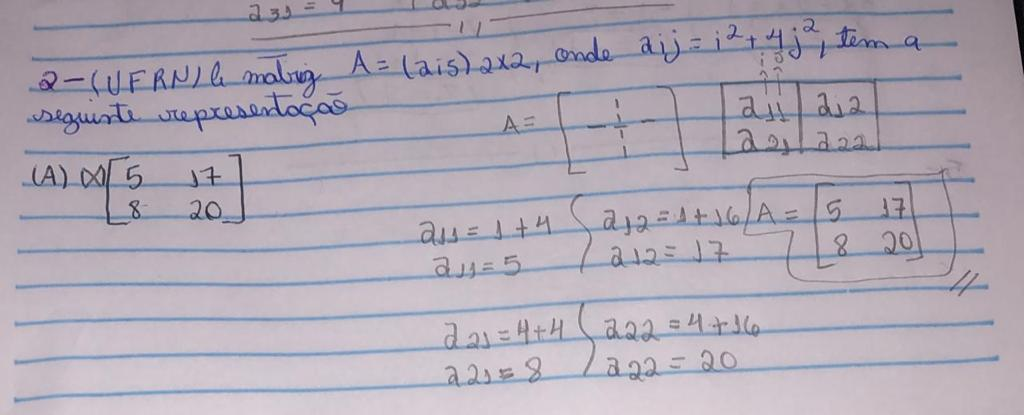 a31 = 9
2-(UFRN) A matriz A = (aij) 2x2, onde aij = i² + 4j², tem a
seguinte representação
A = [ ] a11 a12
a21 a22
i j
(A) (X) [5 17
8 20]
a11 = 1 + 4 a12 = 1 + 16 A = [5 17
a11 = 5 a12 = 17 8 20]
a21 = 4 + 4 a22 = 4 + 16
a21 = 8 a22 = 20